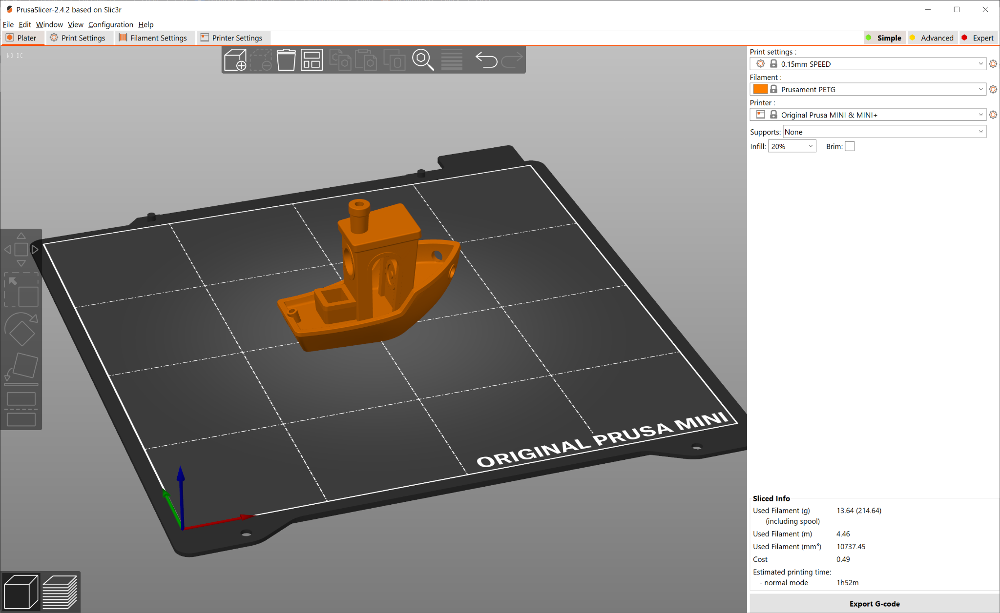 PrusaSlicer-2.4.2 based on Slic3r
File Edit Window View Configuration Help
Plater Print Settings Filament Settings Printer Settings
Simple Advanced Expert
NO DC
Print settings :
0.15mm SPEED
Filament :
Prusament PETG
Printer :
Original Prusa MINI & MINI+
Supports: None
Infill: 20% Brim:
ORIGINAL PRUSA MINI
Sliced Info
Used Filament (g) 13.64 (214.64)
(including spool)
Used Filament (m) 4.46
Used Filament (mm³) 10737.45
Cost 0.49
Estimated printing time:
- normal mode 1h52m
Export G-code